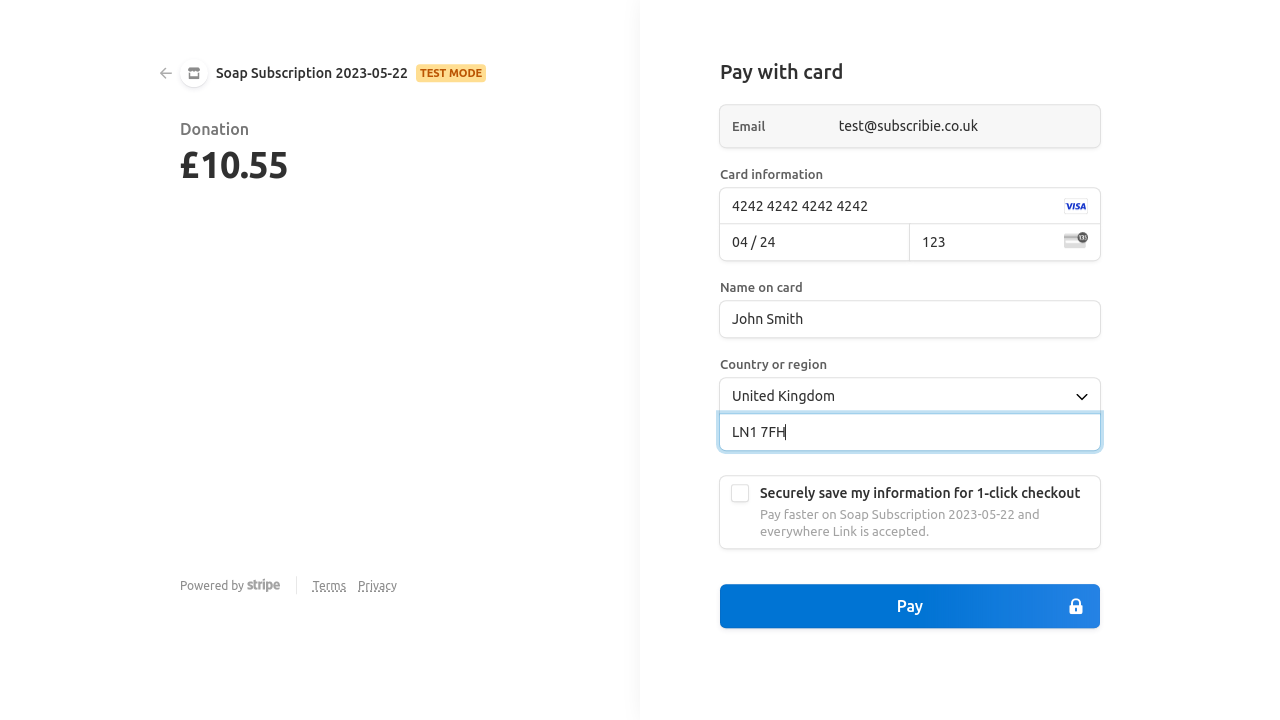 Soap Subscription 2023-05-22 TEST MODE
Donation
£10.55
Powered by stripe
Terms Privacy
Pay with card
Email test@subscribie.co.uk
Card information
4242 4242 4242 4242 VISA
04 / 24 123 135
Name on card
John Smith
Country or region
United Kingdom
LN1 7FH
Securely save my information for 1-click checkout
Pay faster on Soap Subscription 2023-05-22 and
everywhere Link is accepted.
Pay